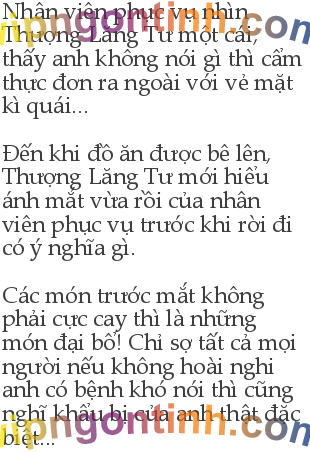 Nhân viên phục vụ nhìn
Thượng Lăng Tư một cái,
thấy anh không nói gì thì cẩm
thực đơn ra ngoài với vẻ mặt
kì quái...
Đến khi đồ ăn được bê lên,
Thượng Lăng Tư mới hiểu
ánh mắt vừa rồi của nhân
viên phục vụ trước khi rời đi
có ý nghĩa gì.
Các món trước mắt không
phải cực cay thì là những
món đại bổ! Chỉ sợ tất cả mọi
người nếu không hoài nghi
anh có bệnh khó nói thì cũng
nghĩ khẩu bị của anh thật đặc
biệt...
vipngontinh.com
vipngontinh.com